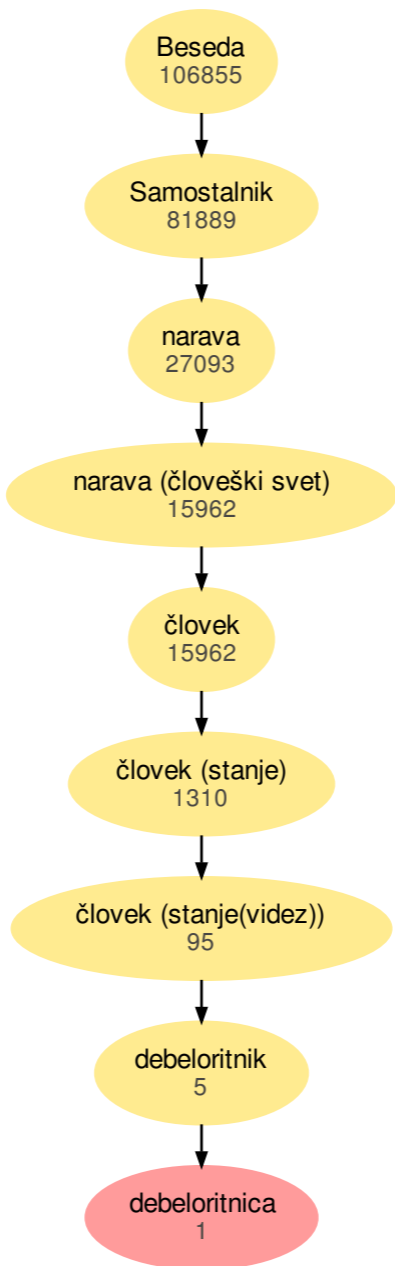 Beseda
106855
Samostalnik
81889
narava
27093
narava (človeški svet)
15962
človek
15962
človek (stanje)
1310
človek (stanje(videz))
95
debeloritnik
5
debeloritnica
1